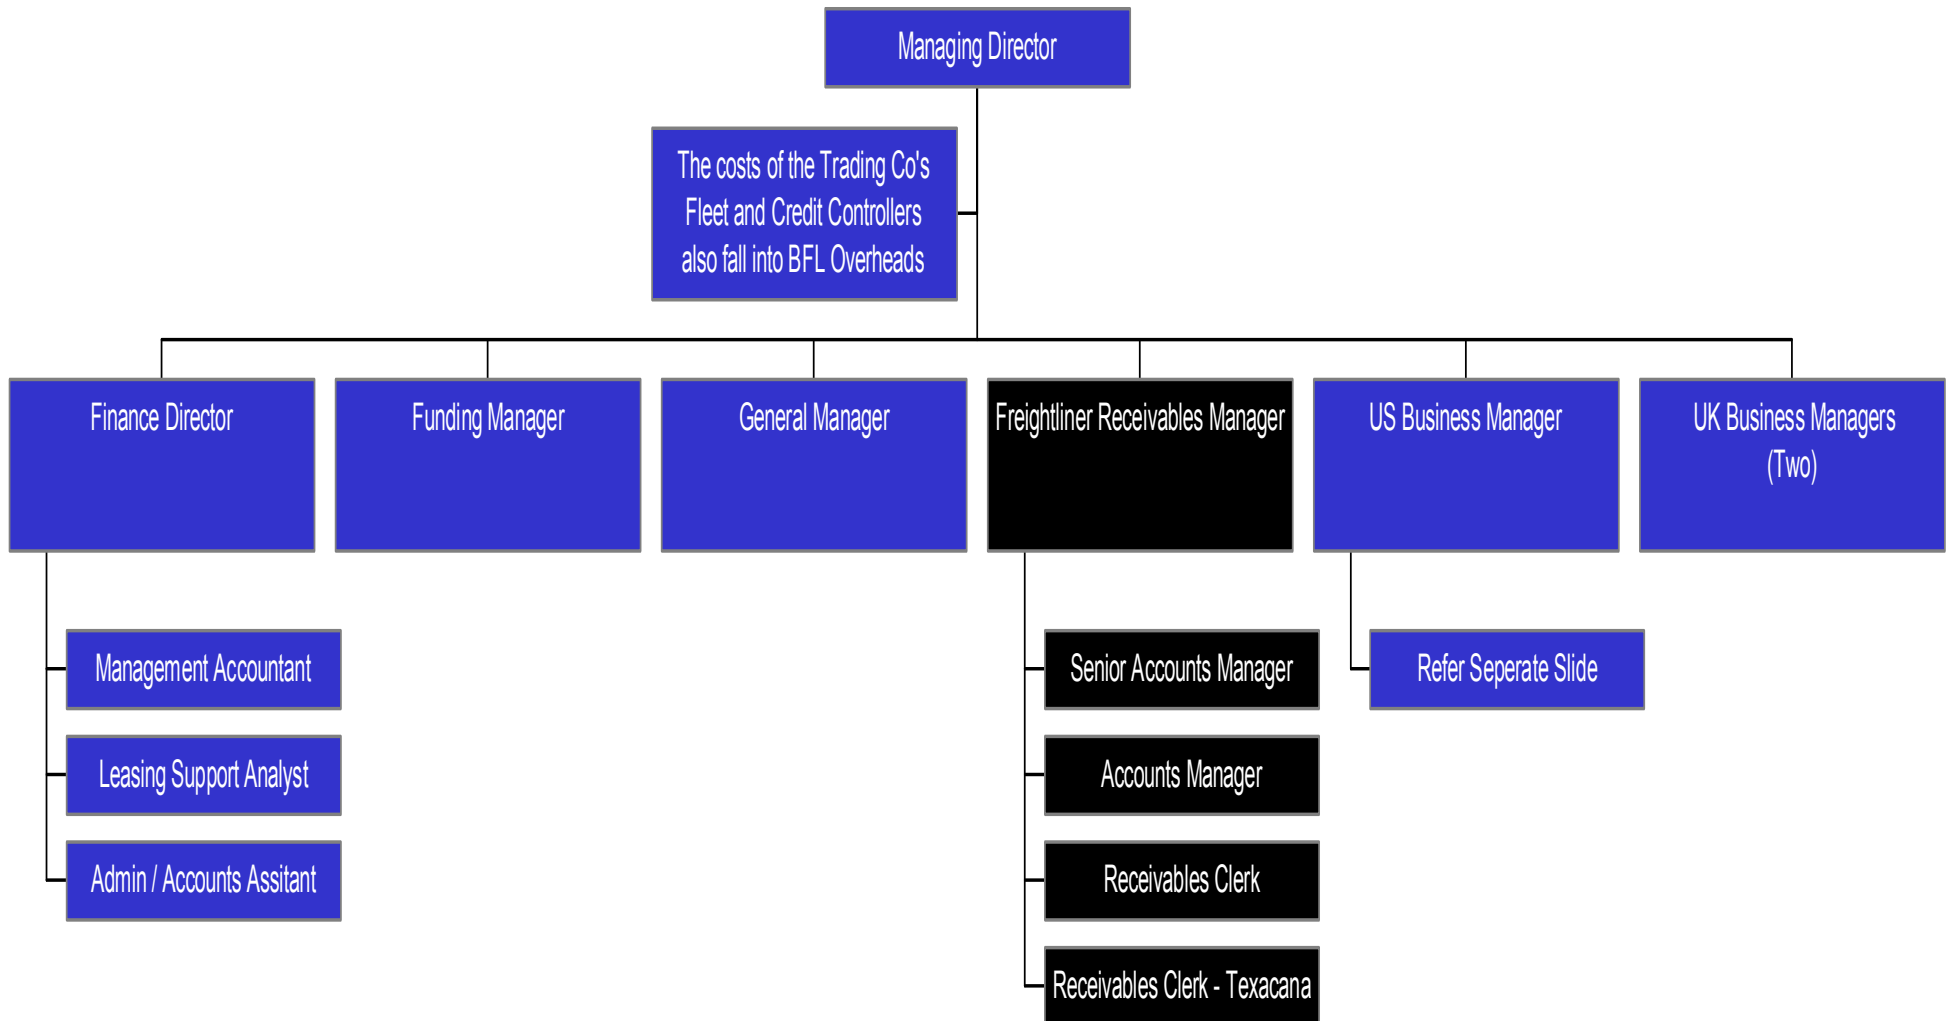 Managing Director
The costs of the Trading Co's
Fleet and Credit Controllers
also fall into BFL Overheads
Finance Director
Funding Manager
General Manager
Freightliner Receivables Manager
US Business Manager
UK Business Managers
(Two)
Management Accountant
Leasing Support Analyst
Admin / Accounts Assitant
Senior Accounts Manager
Accounts Manager
Receivables Clerk
Receivables Clerk - Texacana
Refer Seperate Slide